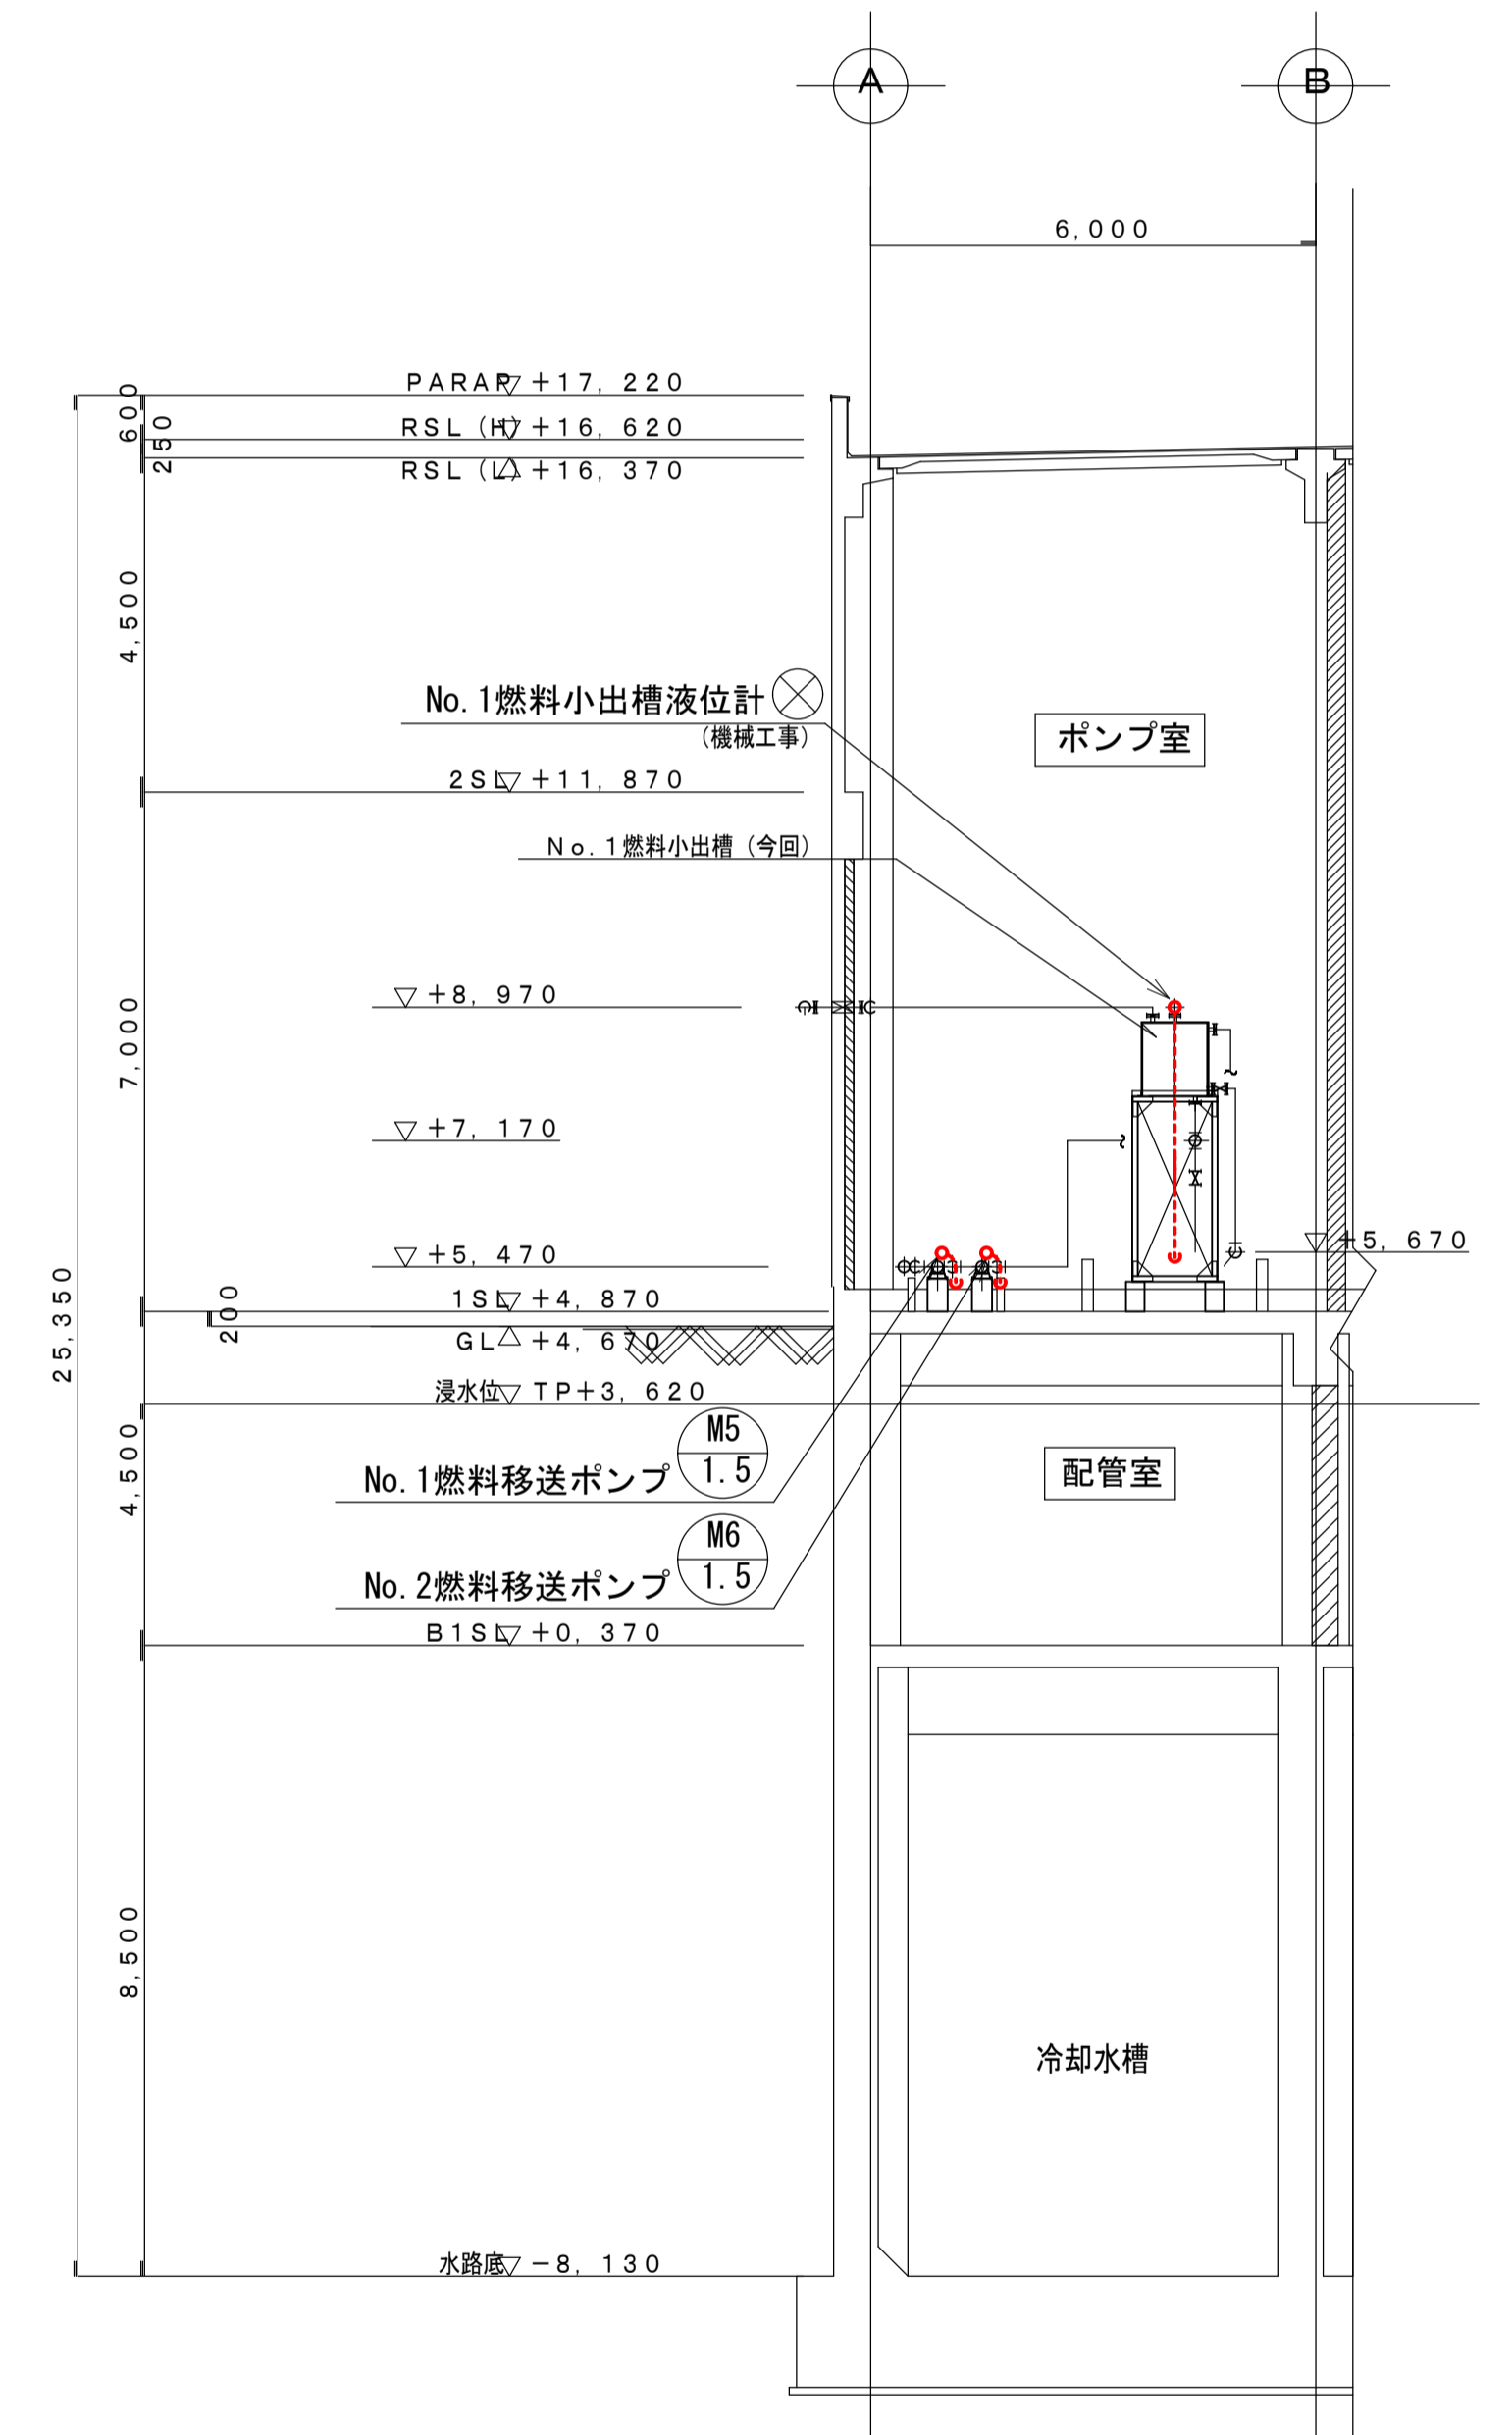 A
B
6,000
PARAP +17,220
RSL(H) +16,620
RSL(L) +16,370
600
250
4,500
No.1燃料小出槽液位計
(機械工事)
ポンプ室
2SL +11,870
No.1燃料小出槽(今回)
+8,970
7,000
+7,170
+5,470
+5,670
1SL +4,870
200
GL +4,670
25,350
浸水位 TP+3,620
4,500
M5
1.5
No.1燃料移送ポンプ
配管室
M6
1.5
No.2燃料移送ポンプ
B1SL +0,370
8,500
冷却水槽
水路底 -8,130